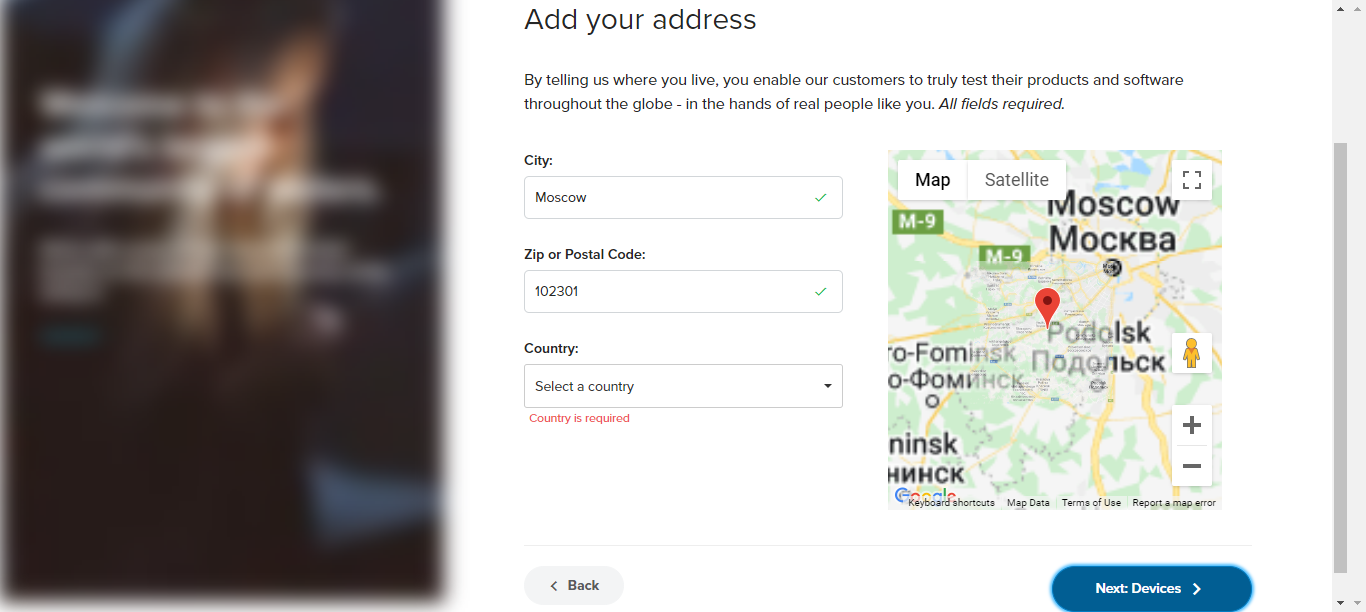 Add your address
By telling us where you live, you enable our customers to truly test their products and software
throughout the globe - in the hands of real people like you. All fields required.
City:
Moscow
Zip or Postal Code:
102301
Country:
Select a country
Country is required
Map
Satellite
Moscow
Москва
M-9
M-9
Podolsk
Подольск
ro-Fominsk
о-Фоминск
ninsk
нинск
Google
Keyboard shortcuts
Map Data
Terms of Use
Report a map error
Back
Next: Devices